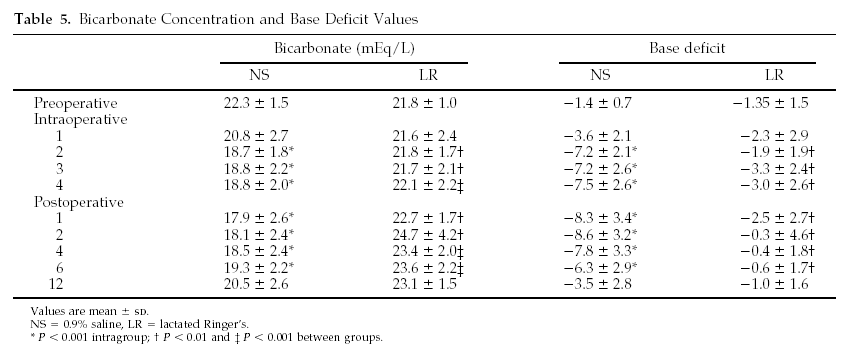 Table 5. Bicarbonate Concentration and Base Deficit Values
Bicarbonate (mEq/L) Base deficit
NS LR NS LR
Preoperative 22.3 ± 1.5 21.8 ± 1.0 −1.4 ± 0.7 −1.35 ± 1.5
Intraoperative
1 20.8 ± 2.7 21.6 ± 2.4 −3.6 ± 2.1 −2.3 ± 2.9
2 18.7 ± 1.8* 21.8 ± 1.7† −7.2 ± 2.1* −1.9 ± 1.9†
3 18.8 ± 2.2* 21.7 ± 2.1† −7.2 ± 2.6* −3.3 ± 2.4†
4 18.8 ± 2.0* 22.1 ± 2.2‡ −7.5 ± 2.6* −3.0 ± 2.6†
Postoperative
1 17.9 ± 2.6* 22.7 ± 1.7† −8.3 ± 3.4* −2.5 ± 2.7†
2 18.1 ± 2.4* 24.7 ± 4.2† −8.6 ± 3.2* −0.3 ± 4.6†
4 18.5 ± 2.4* 23.4 ± 2.0‡ −7.8 ± 3.3* −0.4 ± 1.8†
6 19.3 ± 2.2* 23.6 ± 2.2‡ −6.3 ± 2.9* −0.6 ± 1.7†
12 20.5 ± 2.6 23.1 ± 1.5 −3.5 ± 2.8 −1.0 ± 1.6
Values are mean ± SD.
NS = 0.9% saline, LR = lactated Ringer's.
* P < 0.001 intragroup; † P < 0.01 and ‡ P < 0.001 between groups.